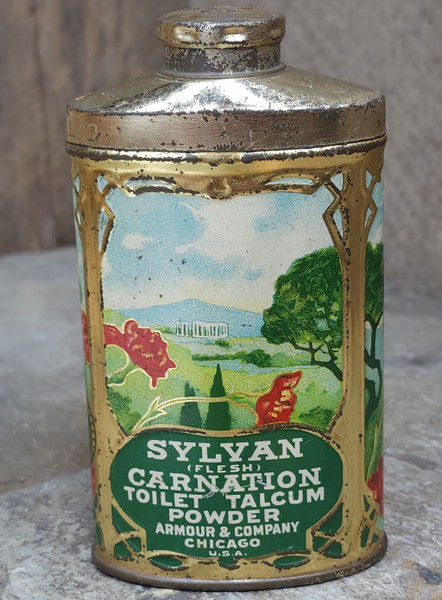 SYLVAN
(FLESH)
CARNATION
TOILET TALCUM
POWDER
ARMOUR & COMPANY
CHICAGO
U.S.A.